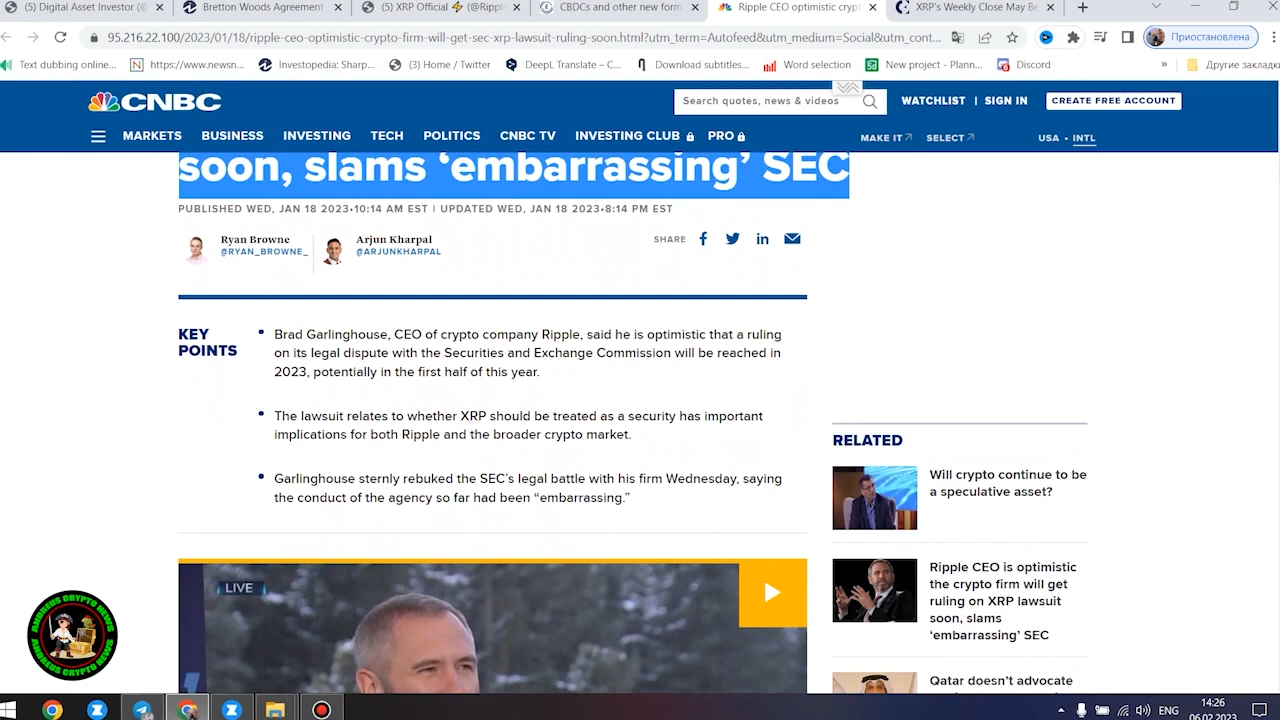 (5) Digital Asset Investor (@
Bretton Woods Agreement
(5) XRP Official ⚡ (@Rippl
CBDCs and other new form
Ripple CEO optimistic crypt
XRP's Weekly Close May Be
95.216.22.100/2023/01/18/ripple-ceo-optimistic-crypto-firm-will-get-sec-xrp-lawsuit-ruling-soon.html?utm_term=Autofeed&utm_medium=Social&utm_cont...
Приостановлена
Text dubbing online...
https://www.newsn...
Investopedia: Sharp...
(3) Home / Twitter
DeepL Translate – C...
Download subtitles...
Word selection
New project - Plann...
Discord
»
Другие закладки
CNBC
Search quotes, news & videos
WATCHLIST | SIGN IN
CREATE FREE ACCOUNT
MARKETS
BUSINESS
INVESTING
TECH
POLITICS
CNBC TV
INVESTING CLUB
PRO
MAKE IT
SELECT
USA • INTL
soon, slams ‘embarrassing’ SEC
PUBLISHED WED, JAN 18 2023•10:14 AM EST | UPDATED WED, JAN 18 2023•8:14 PM EST
Ryan Browne
@RYAN_BROWNE_
Arjun Kharpal
@ARJUNKHARPAL
SHARE
KEY
POINTS
Brad Garlinghouse, CEO of crypto company Ripple, said he is optimistic that a ruling
on its legal dispute with the Securities and Exchange Commission will be reached in
2023, potentially in the first half of this year.
The lawsuit relates to whether XRP should be treated as a security has important
implications for both Ripple and the broader crypto market.
Garlinghouse sternly rebuked the SEC’s legal battle with his firm Wednesday, saying
the conduct of the agency so far had been “embarrassing.”
LIVE
RELATED
Will crypto continue to be
a speculative asset?
Ripple CEO is optimistic
the crypto firm will get
ruling on XRP lawsuit
soon, slams
‘embarrassing’ SEC
Qatar doesn’t advocate
ANDREUS CRYPTO NEWS
ANDREUS CRYPTO NEWS
ENG
14:26
06.02.2023